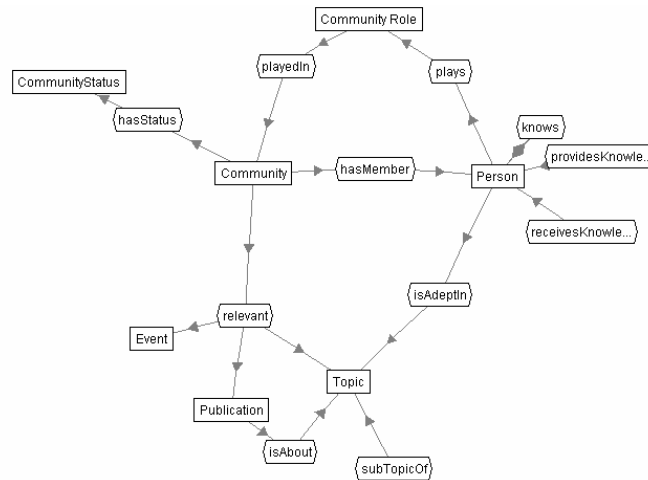 Community Role
playedIn
plays
CommunityStatus
hasStatus
knows
providesKnowle...
Community
hasMember
Person
receivesKnowle...
isAdeptIn
relevant
Event
Topic
Publication
isAbout
subTopicOf